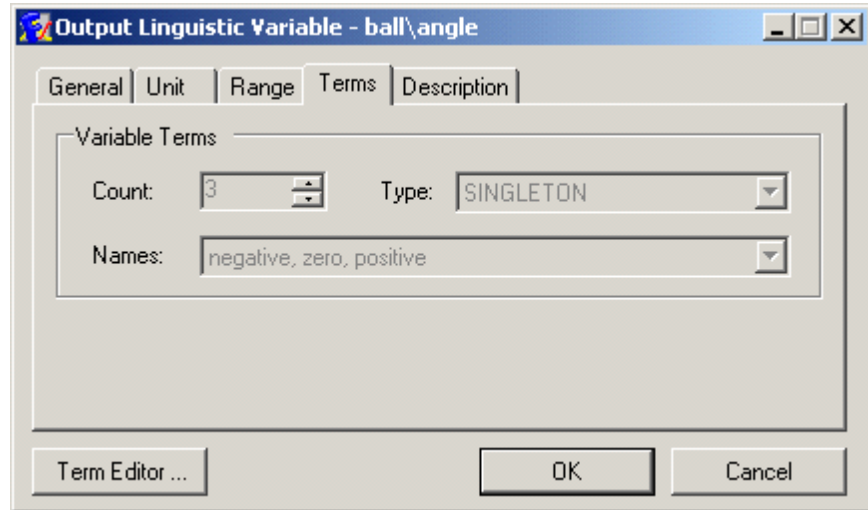 Output Linguistic Variable - ball\angle
General Unit Range Terms Description
Variable Terms
Count: 3 Type: SINGLETON
Names: negative, zero, positive
Term Editor ... OK Cancel